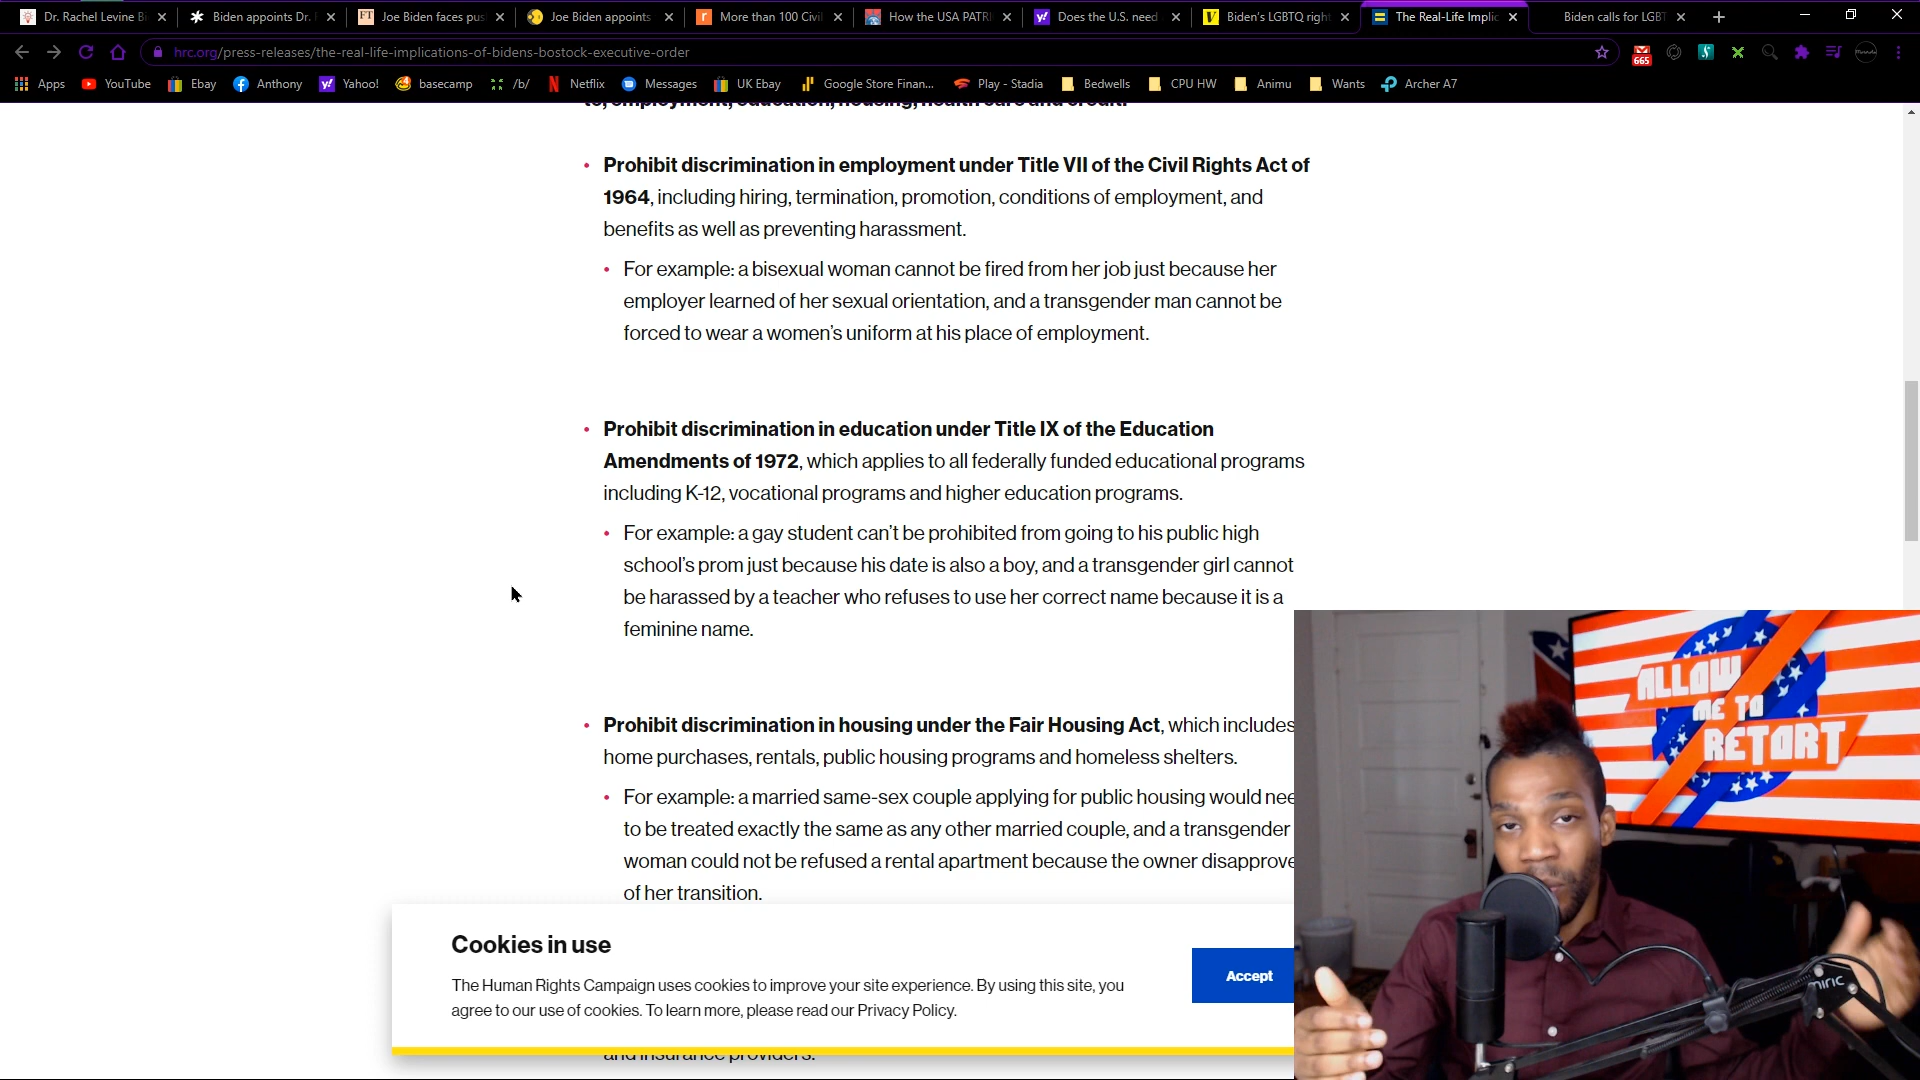 Dr. Rachel Levine Bi
Biden appoints Dr.
Joe Biden faces pus
Joe Biden appoints
More than 100 Civil
How the USA PATRI
Does the U.S. need
Biden's LGBTQ right
The Real-Life Implic
Biden calls for LGBT
hrc.org/press-releases/the-real-life-implications-of-bidens-bostock-executive-order
665
Apps
YouTube
Ebay
Anthony
Yahoo!
basecamp
/b/
Netflix
Messages
UK Ebay
Google Store Finan...
Play - Stadia
Bedwells
CPU HW
Animu
Wants
Archer A7
to, employment, education, housing, health care and credit.
Prohibit discrimination in employment under Title VII of the Civil Rights Act of
1964, including hiring, termination, promotion, conditions of employment, and
benefits as well as preventing harassment.
For example: a bisexual woman cannot be fired from her job just because her
employer learned of her sexual orientation, and a transgender man cannot be
forced to wear a women's uniform at his place of employment.
Prohibit discrimination in education under Title IX of the Education
Amendments of 1972, which applies to all federally funded educational programs
including K-12, vocational programs and higher education programs.
For example: a gay student can't be prohibited from going to his public high
school's prom just because his date is also a boy, and a transgender girl cannot
be harassed by a teacher who refuses to use her correct name because it is a
feminine name.
Prohibit discrimination in housing under the Fair Housing Act, which includes
home purchases, rentals, public housing programs and homeless shelters.
For example: a married same-sex couple applying for public housing would nee
to be treated exactly the same as any other married couple, and a transgender
woman could not be refused a rental apartment because the owner disapprove
of her transition.
Cookies in use
The Human Rights Campaign uses cookies to improve your site experience. By using this site, you
agree to our use of cookies. To learn more, please read our Privacy Policy.
Accept
and insurance providers.
ALLOW
ME TO
RETORT